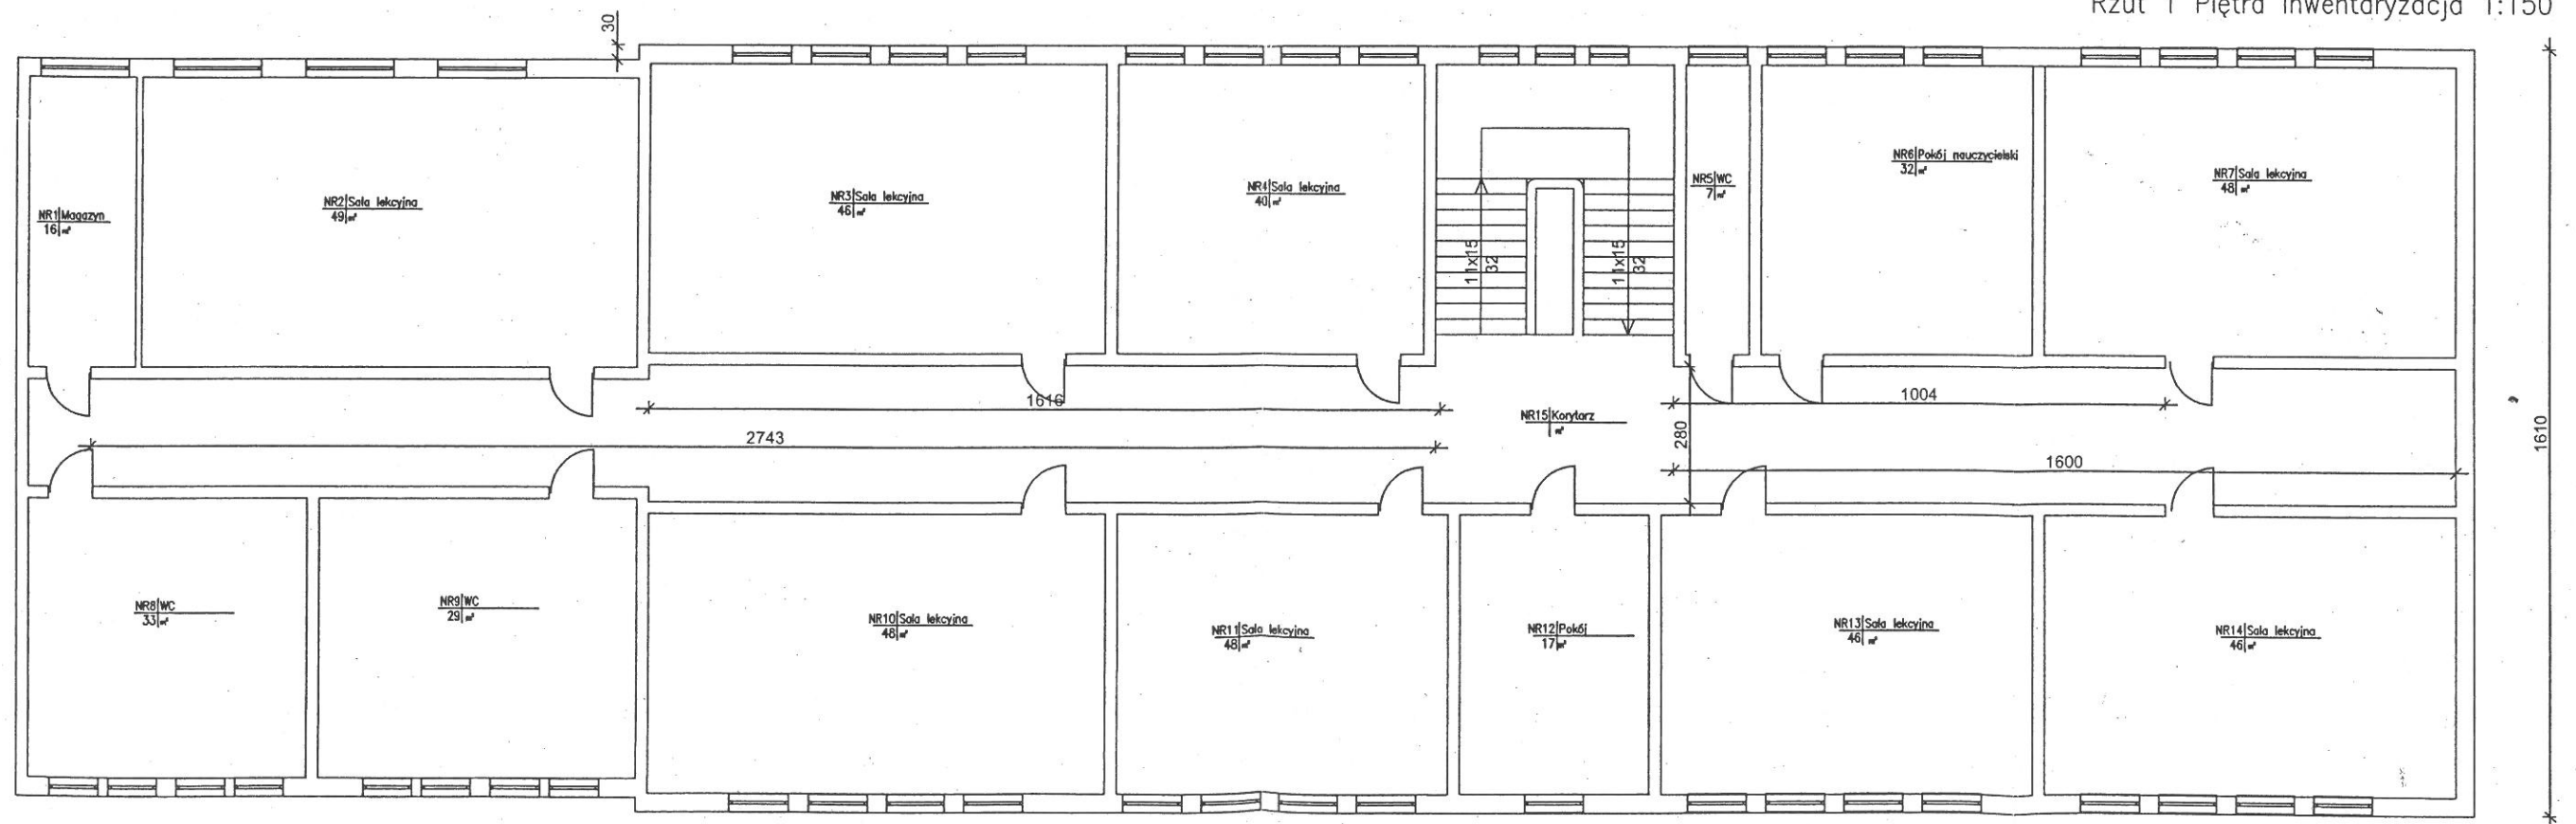 Rzut 1 Piętra Inwentaryzacja 1:150
30
NR1 Magazyn
16 m²
NR2 Sala lekcyjna
49 m²
NR3 Sala lekcyjna
46 m²
NR4 Sala lekcyjna
40 m²
11x15
32
11x15
32
NR5 WC
7 m²
NR6 Pokój nauczycielski
32 m²
NR7 Sala lekcyjna
48 m²
1616
2743
NR15 Korytarz
m²
280
1004
1600
1610
NR8 WC
33 m²
NR9 WC
29 m²
NR10 Sala lekcyjna
48 m²
NR11 Sala lekcyjna
48 m²
NR12 Pokój
17 m²
NR13 Sala lekcyjna
46 m²
NR14 Sala lekcyjna
46 m²